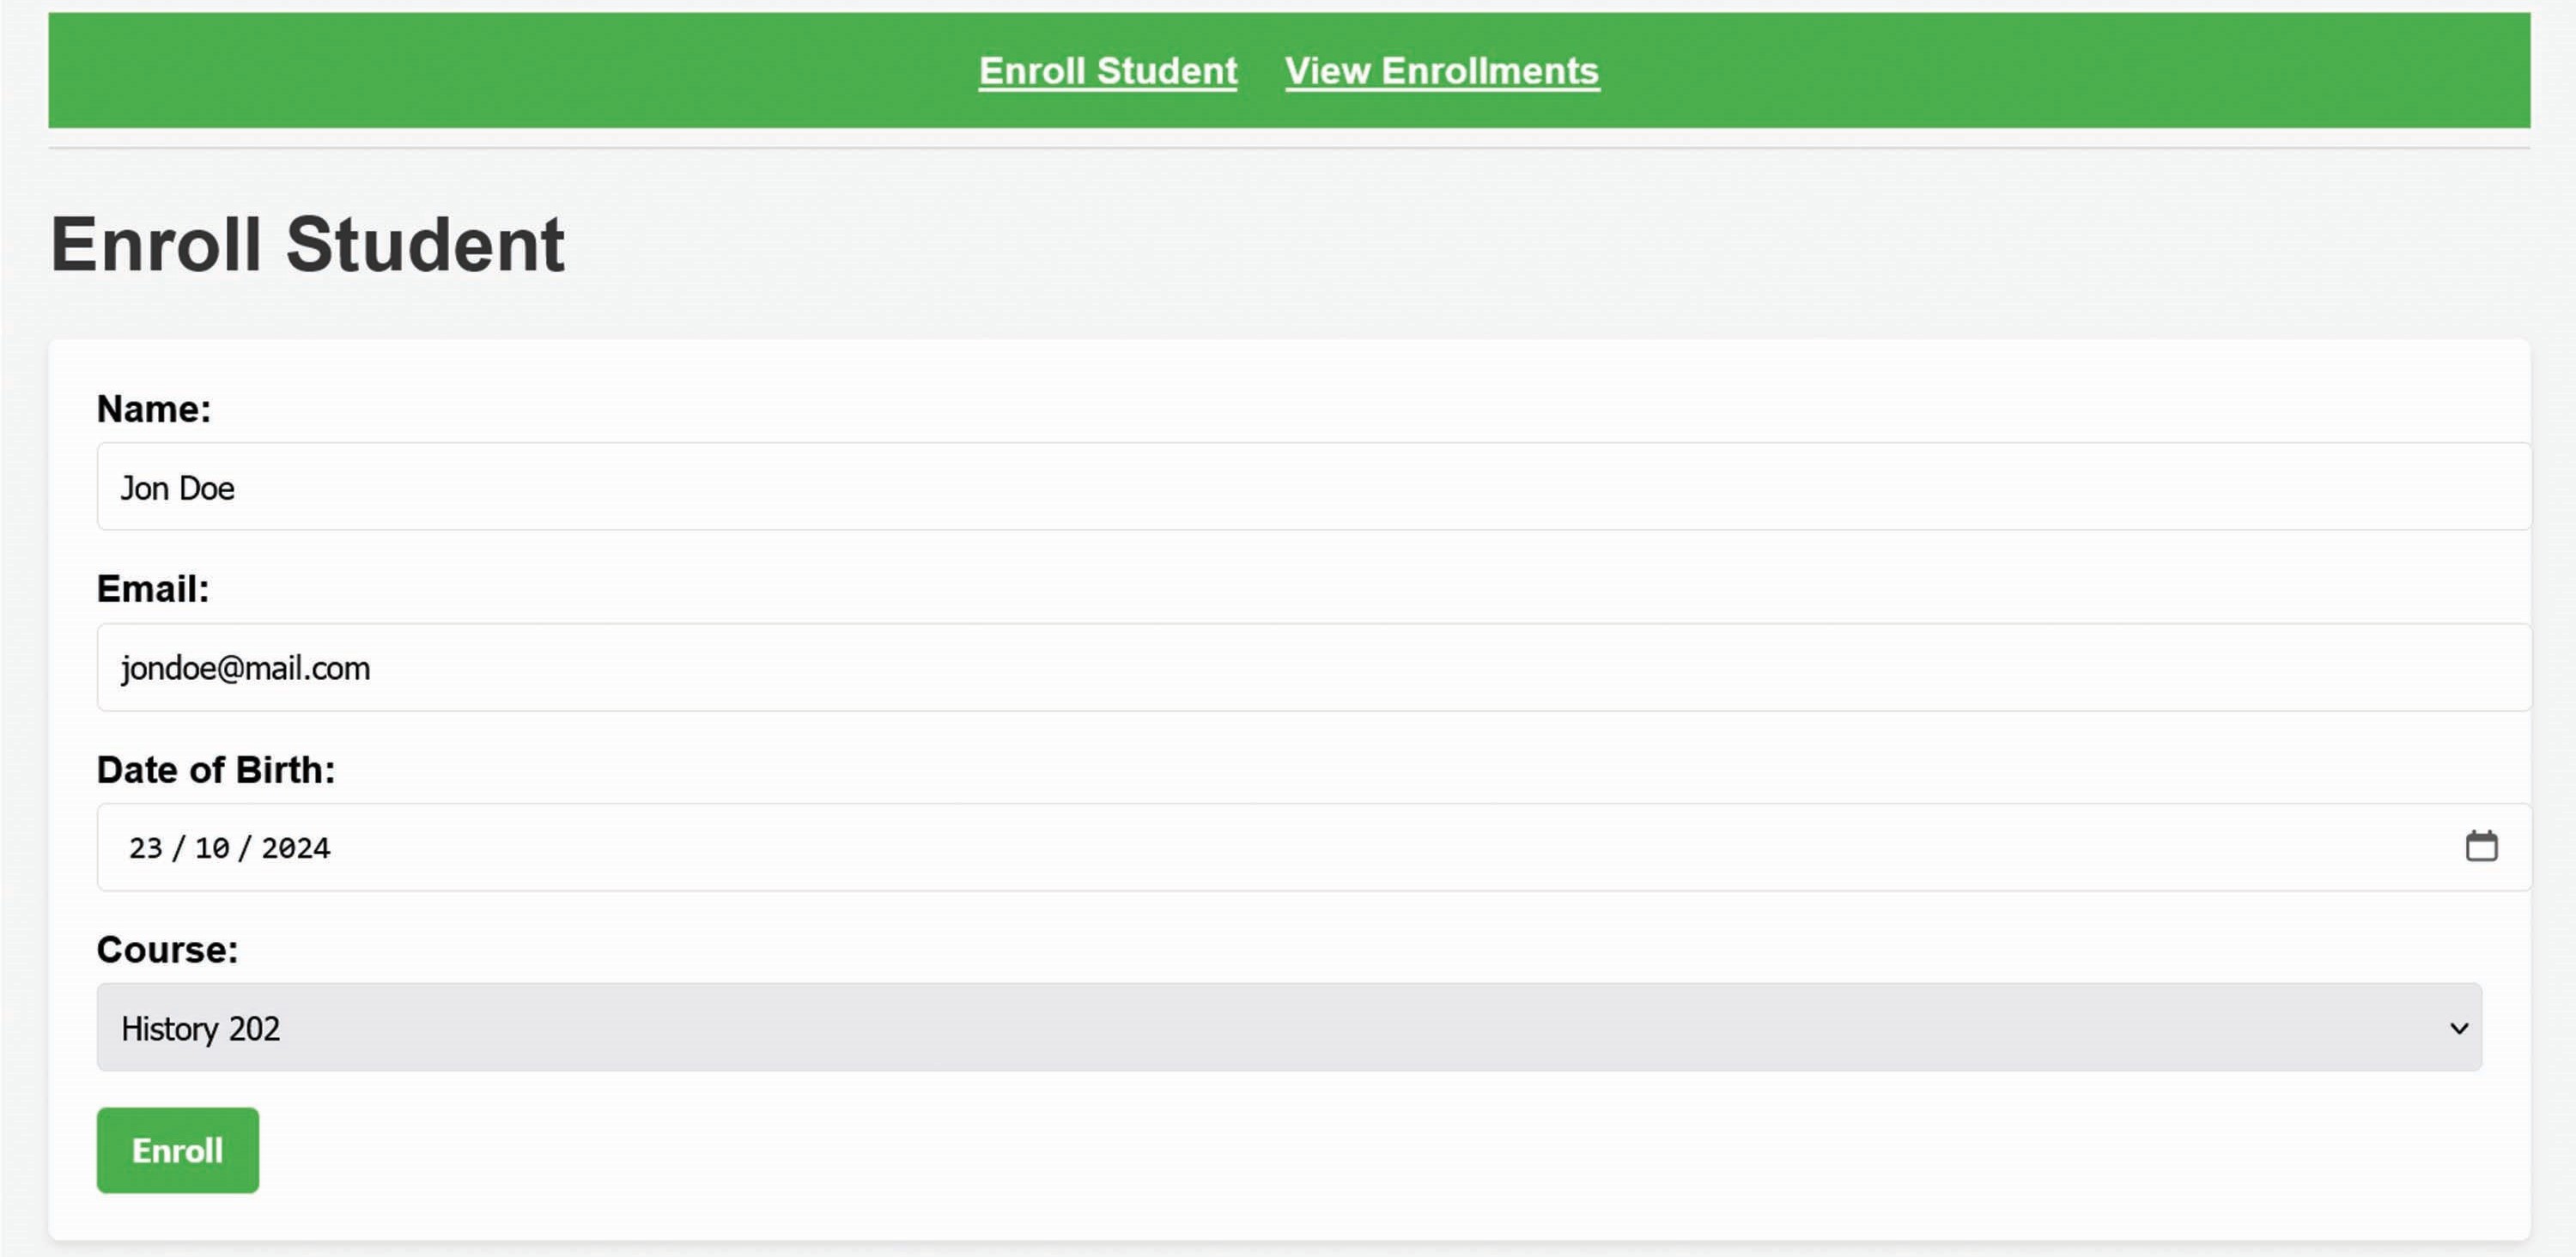 Enroll Student View Enrollments
Enroll Student
Name:
Jon Doe
Email:
jondoe@mail.com
Date of Birth:
23 / 10 / 2024
Course:
History 202
Enroll